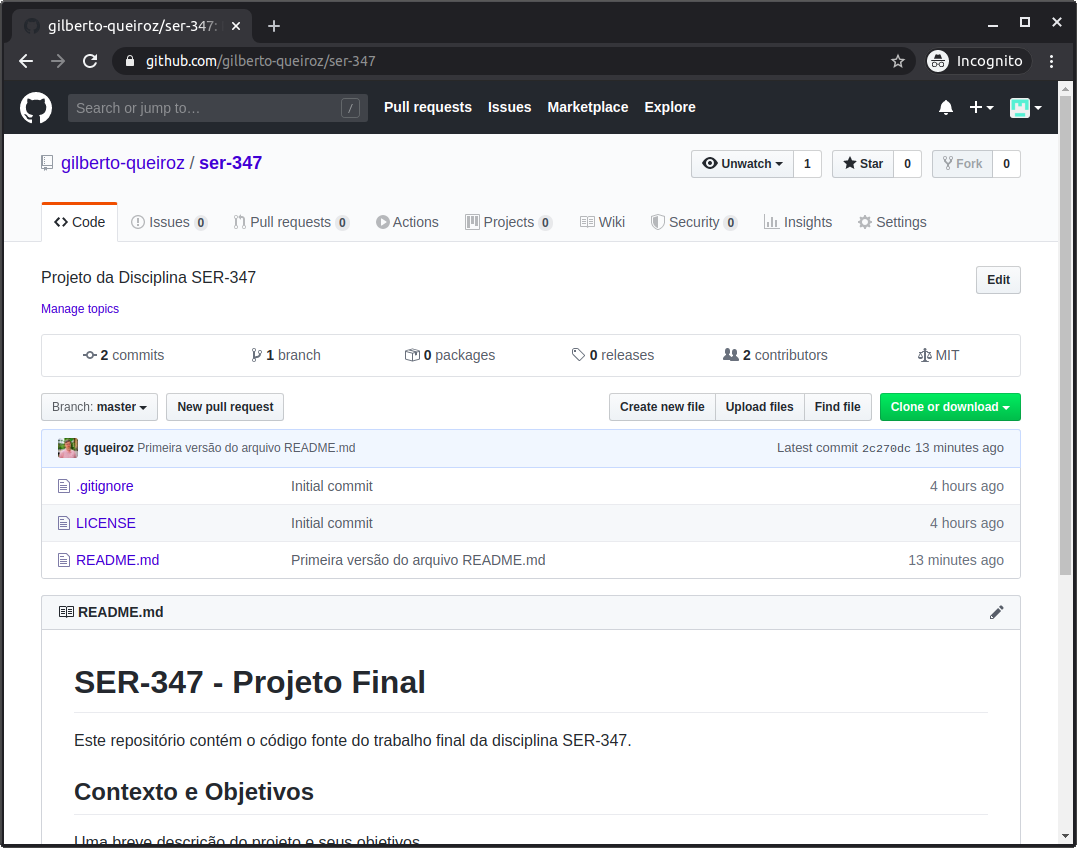 gilberto-queiroz/ser-347:
github.com/gilberto-queiroz/ser-347
Incognito
Search or jump to…
/
Pull requests Issues Marketplace Explore
gilberto-queiroz / ser-347
Unwatch 1 Star 0 Fork 0
Code Issues 0 Pull requests 0 Actions Projects 0 Wiki Security 0 Insights Settings
Projeto da Disciplina SER-347
Edit
Manage topics
2 commits 1 branch 0 packages 0 releases 2 contributors MIT
Branch: master New pull request Create new file Upload files Find file Clone or download
gqueiroz Primeira versão do arquivo README.md Latest commit 2c270dc 13 minutes ago
.gitignore Initial commit 4 hours ago
LICENSE Initial commit 4 hours ago
README.md Primeira versão do arquivo README.md 13 minutes ago
README.md
SER-347 - Projeto Final
Este repositório contém o código fonte do trabalho final da disciplina SER-347.
Contexto e Objetivos
Uma breve descrição do projeto e seus objetivos